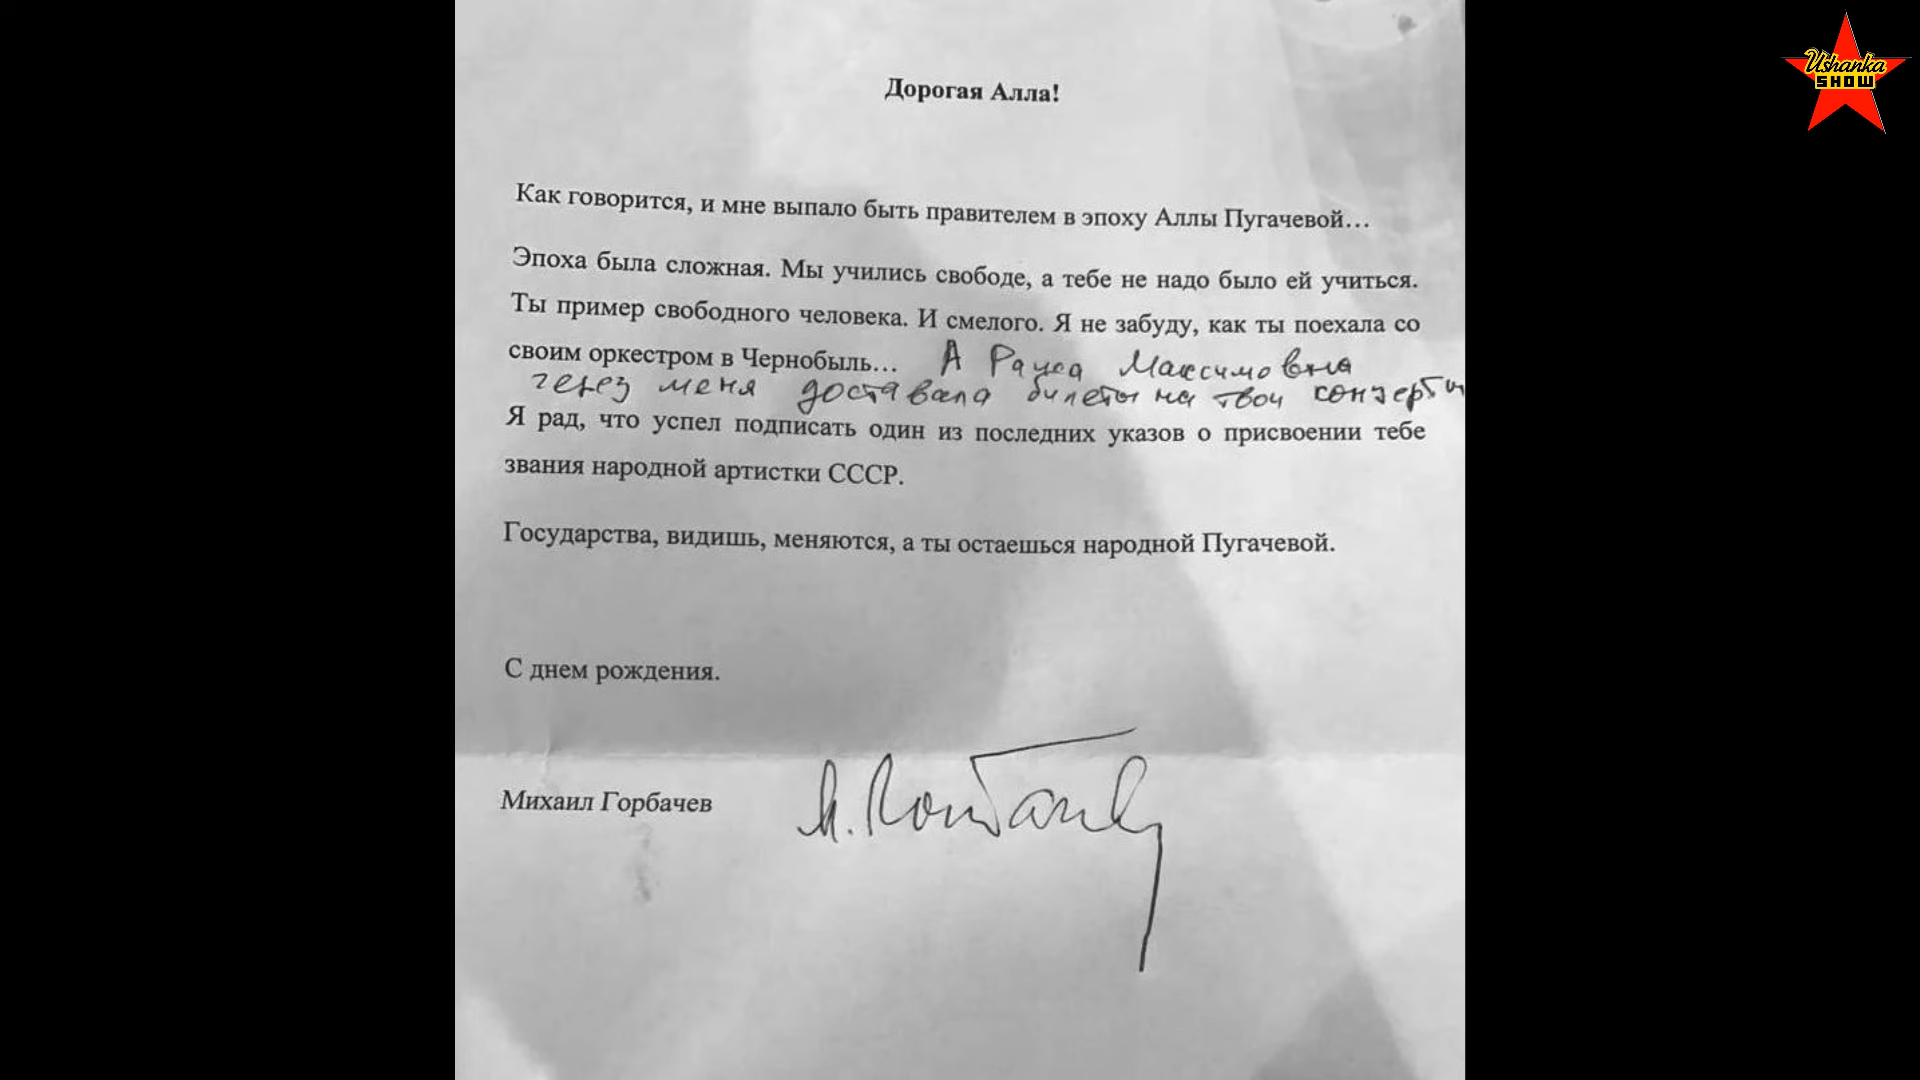 Дорогая Алла!
Как говорится, и мне выпало быть правителем в эпоху Аллы Пугачевой…
Эпоха была сложная. Мы учились свободе, а тебе не надо было ей учиться.
Ты пример свободного человека. И смелого. Я не забуду, как ты поехала со
своим оркестром в Чернобыль… А Раиса Максимовна
через меня доставала билеты на твои концерты
Я рад, что успел подписать один из последних указов о присвоении тебе
звания народной артистки СССР.
Государства, видишь, меняются, а ты остаешься народной Пугачевой.
С днем рождения.
Михаил Горбачев
М. Горбачев
Ushanka
SHOW